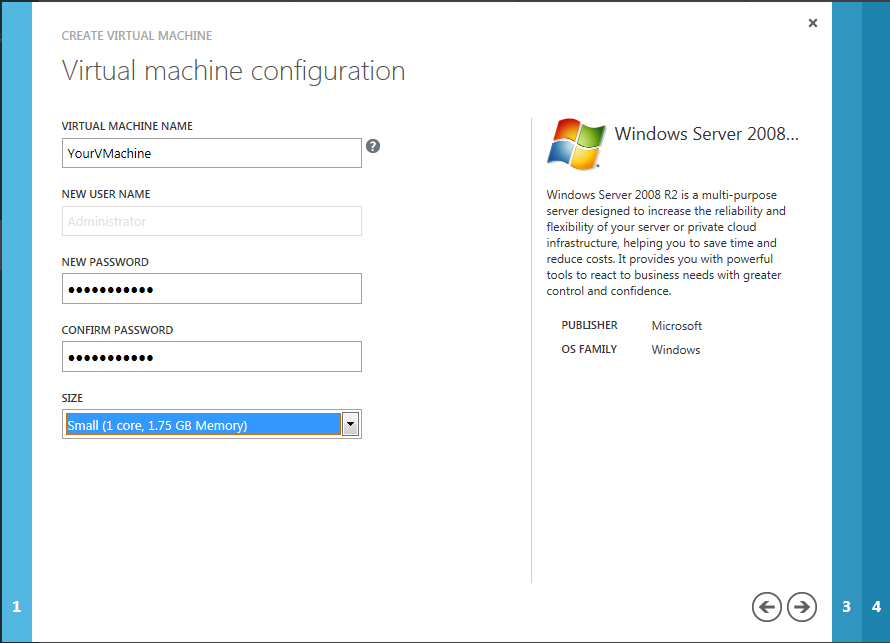 CREATE VIRTUAL MACHINE
Virtual machine configuration
VIRTUAL MACHINE NAME
YourVMachine
?
NEW USER NAME
Administrator
NEW PASSWORD
●●●●●●●●●●●
CONFIRM PASSWORD
●●●●●●●●●●●
SIZE
Small (1 core, 1.75 GB Memory)
Windows Server 2008...
Windows Server 2008 R2 is a multi-purpose
server designed to increase the reliability and
flexibility of your server or private cloud
infrastructure, helping you to save time and
reduce costs. It provides you with powerful
tools to react to business needs with greater
control and confidence.
PUBLISHER Microsoft
OS FAMILY Windows
1
3
4